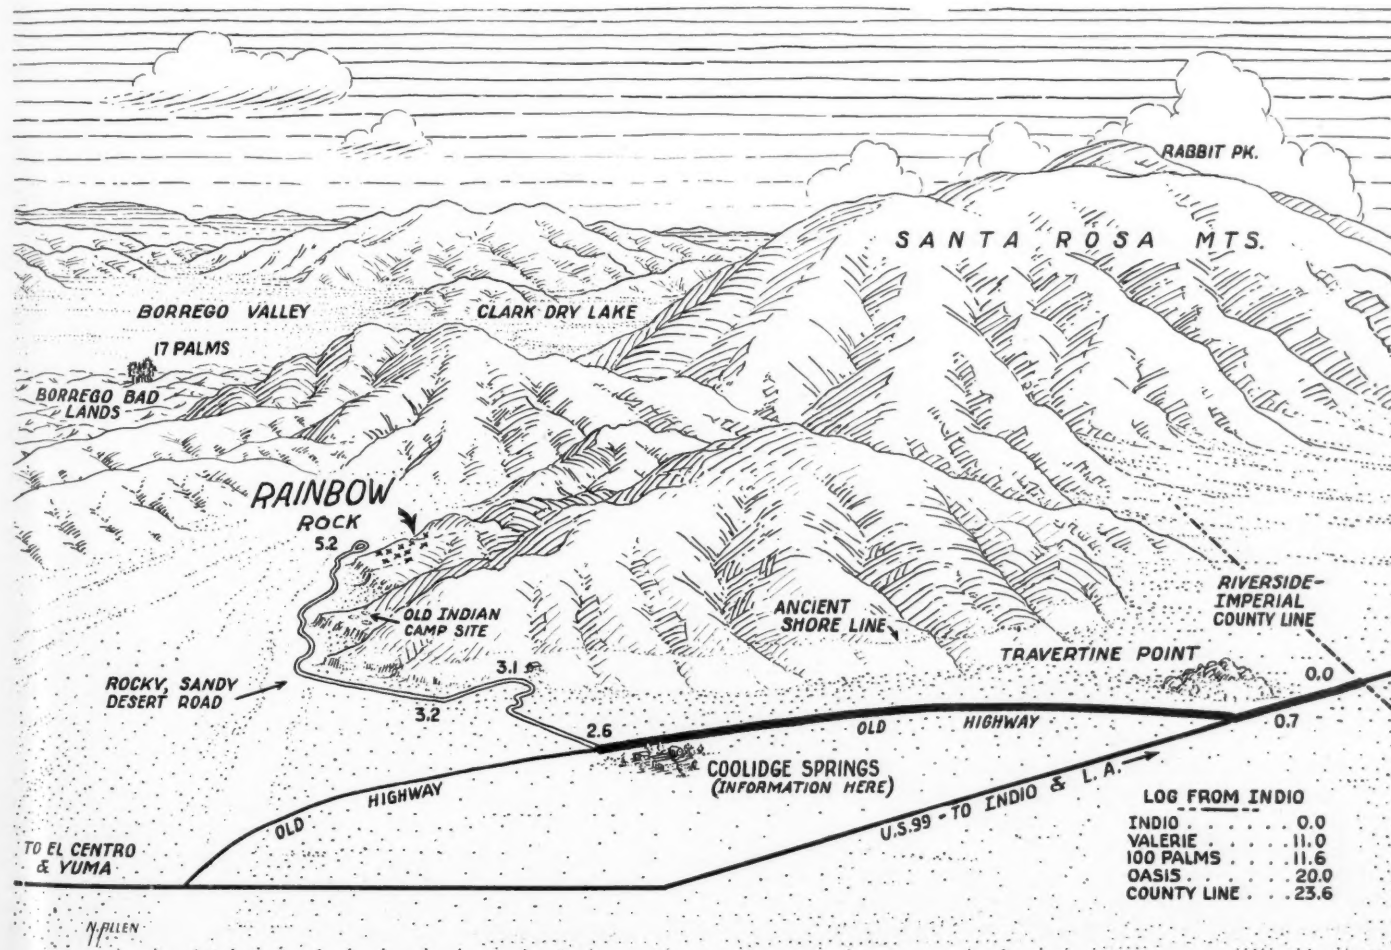 RABBIT PK.
SANTA ROSA MTS.
BORREGO VALLEY
CLARK DRY LAKE
17 PALMS
BORREGO BAD
LANDS
RAINBOW
ROCK
5.2
OLD INDIAN
CAMP SITE
ANCIENT
SHORE LINE
RIVERSIDE-
IMPERIAL
COUNTY LINE
TRAVERTINE POINT
3.1
0.0
ROCKY, SANDY
DESERT ROAD
3.2
2.6
OLD HIGHWAY
0.7
COOLIDGE SPRINGS
(INFORMATION HERE)
OLD HIGHWAY
U.S.99 - TO INDIO & L.A.
TO EL CENTRO
& YUMA
LOG FROM INDIO
INDIO . . . . . . 0.0
VALERIE . . . . . 11.0
100 PALMS . . . . 11.6
OASIS . . . . . 20.0
COUNTY LINE . . . 23.6
N. ALLEN